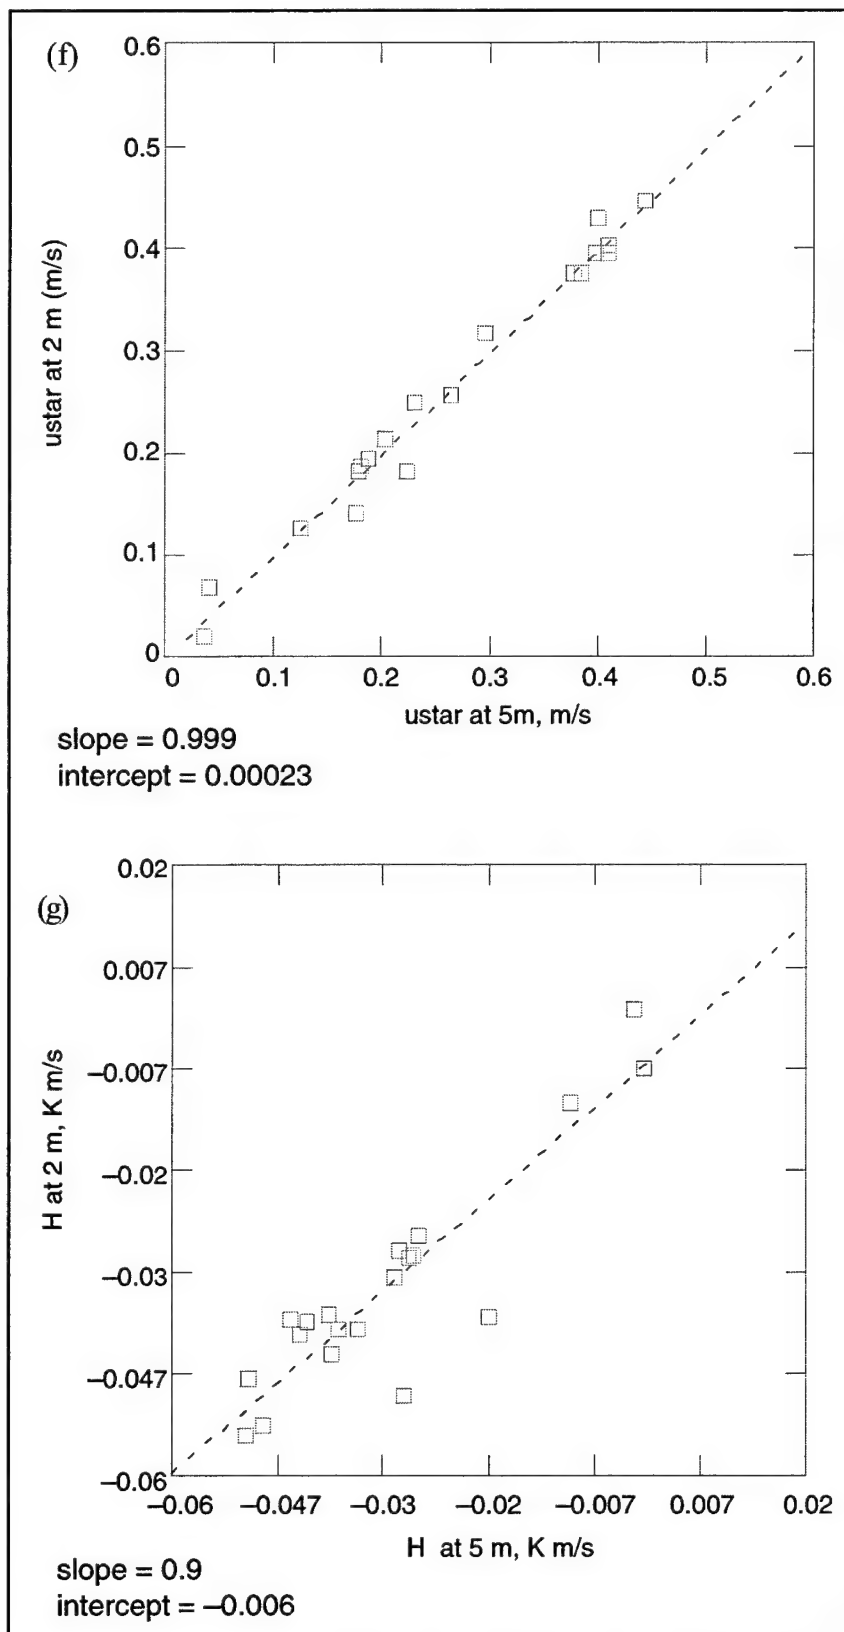 (f)
0.6
0.5
0.4
0.3
0.2
0.1
0
ustar at 2 m (m/s)
0 0.1 0.2 0.3 0.4 0.5 0.6
ustar at 5m, m/s
slope = 0.999
intercept = 0.00023
(g)
0.02
0.007
−0.007
−0.02
−0.03
−0.047
−0.06
H at 2 m, K m/s
−0.06 −0.047 −0.03 −0.02 −0.007 0.007 0.02
H at 5 m, K m/s
slope = 0.9
intercept = −0.006